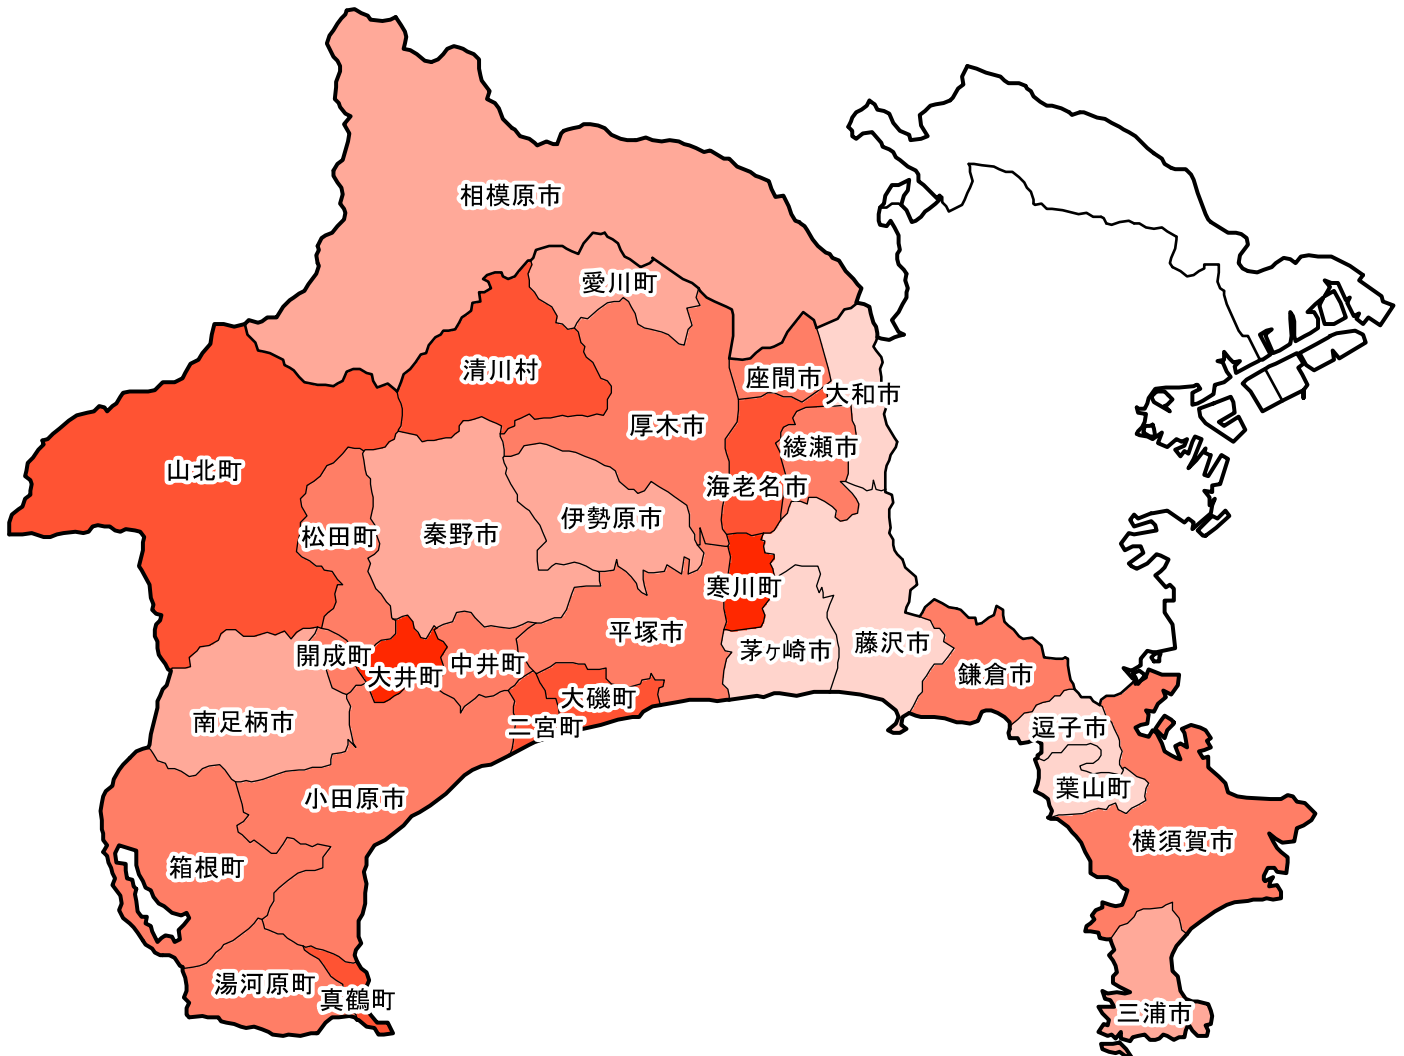 相模原市
愛川町
清川村
座間市
大和市
厚木市
綾瀬市
山北町
海老名市
伊勢原市
秦野市
松田町
寒川町
平塚市
藤沢市
茅ヶ崎市
開成町
中井町
大井町
鎌倉市
大磯町
南足柄市
二宮町
逗子市
葉山町
小田原市
横須賀市
箱根町
湯河原町
真鶴町
三浦市